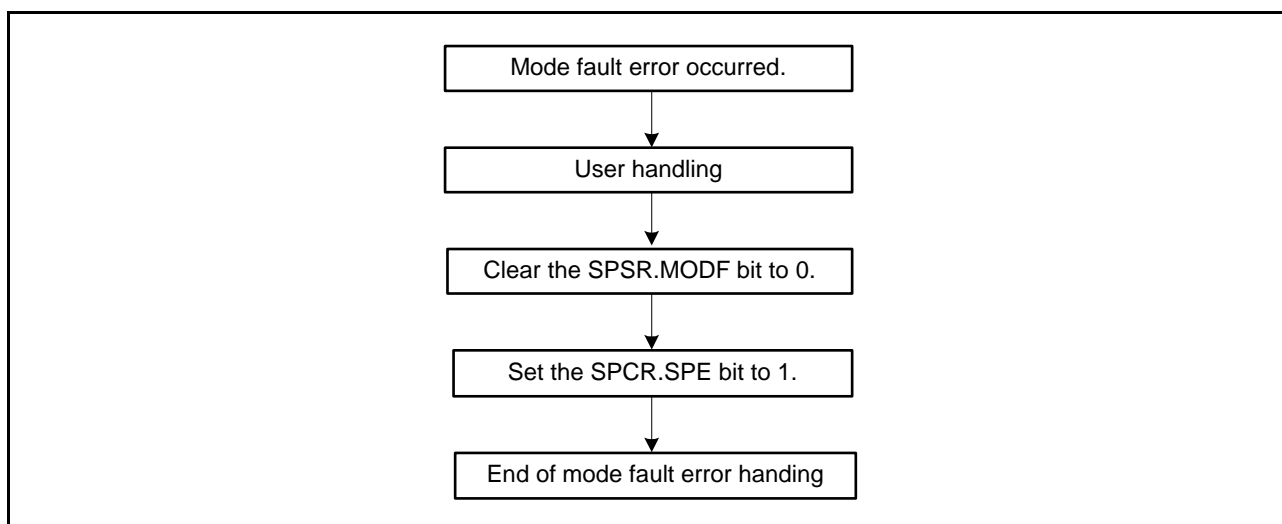 Mode fault error occurred.
User handling
Clear the SPSR.MODF bit to 0.
Set the SPCR.SPE bit to 1.
End of mode fault error handing